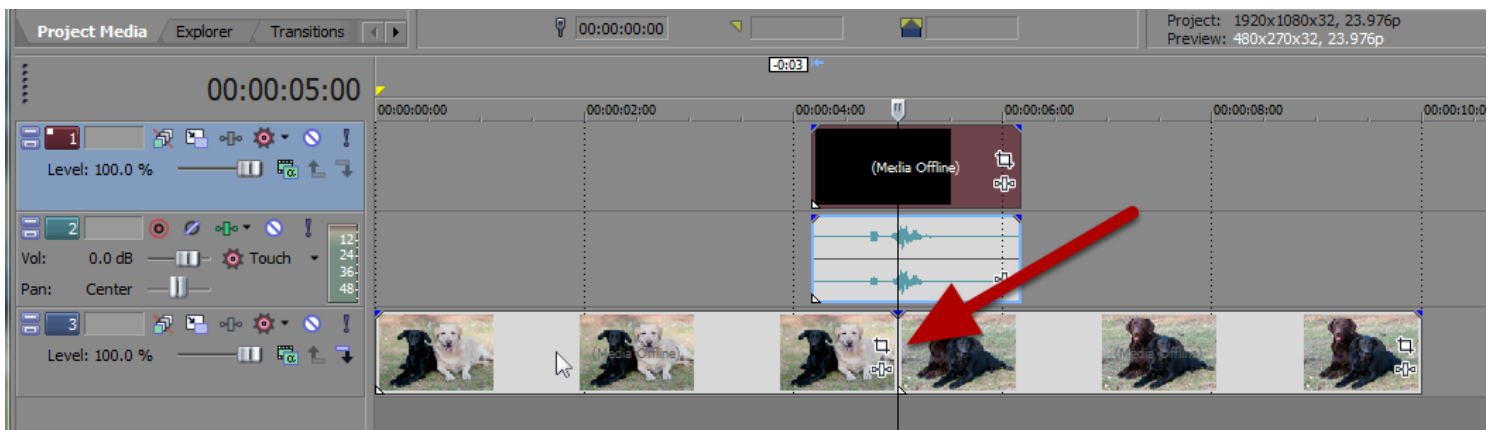 Project Media Explorer Transitions
00:00:00:00
Project: 1920x1080x32, 23.976p
Preview: 480x270x32, 23.976p
-0:03
00:00:05:00
00:00:00:00 00:00:02:00 00:00:04:00 00:00:06:00 00:00:08:00 00:00:10:0
1
Level: 100.0 %
(Media Offline)
2
Vol: 0.0 dB Touch
Pan: Center
12
24
36
48
3
Level: 100.0 %
(Media Offline)
(Media Offline)